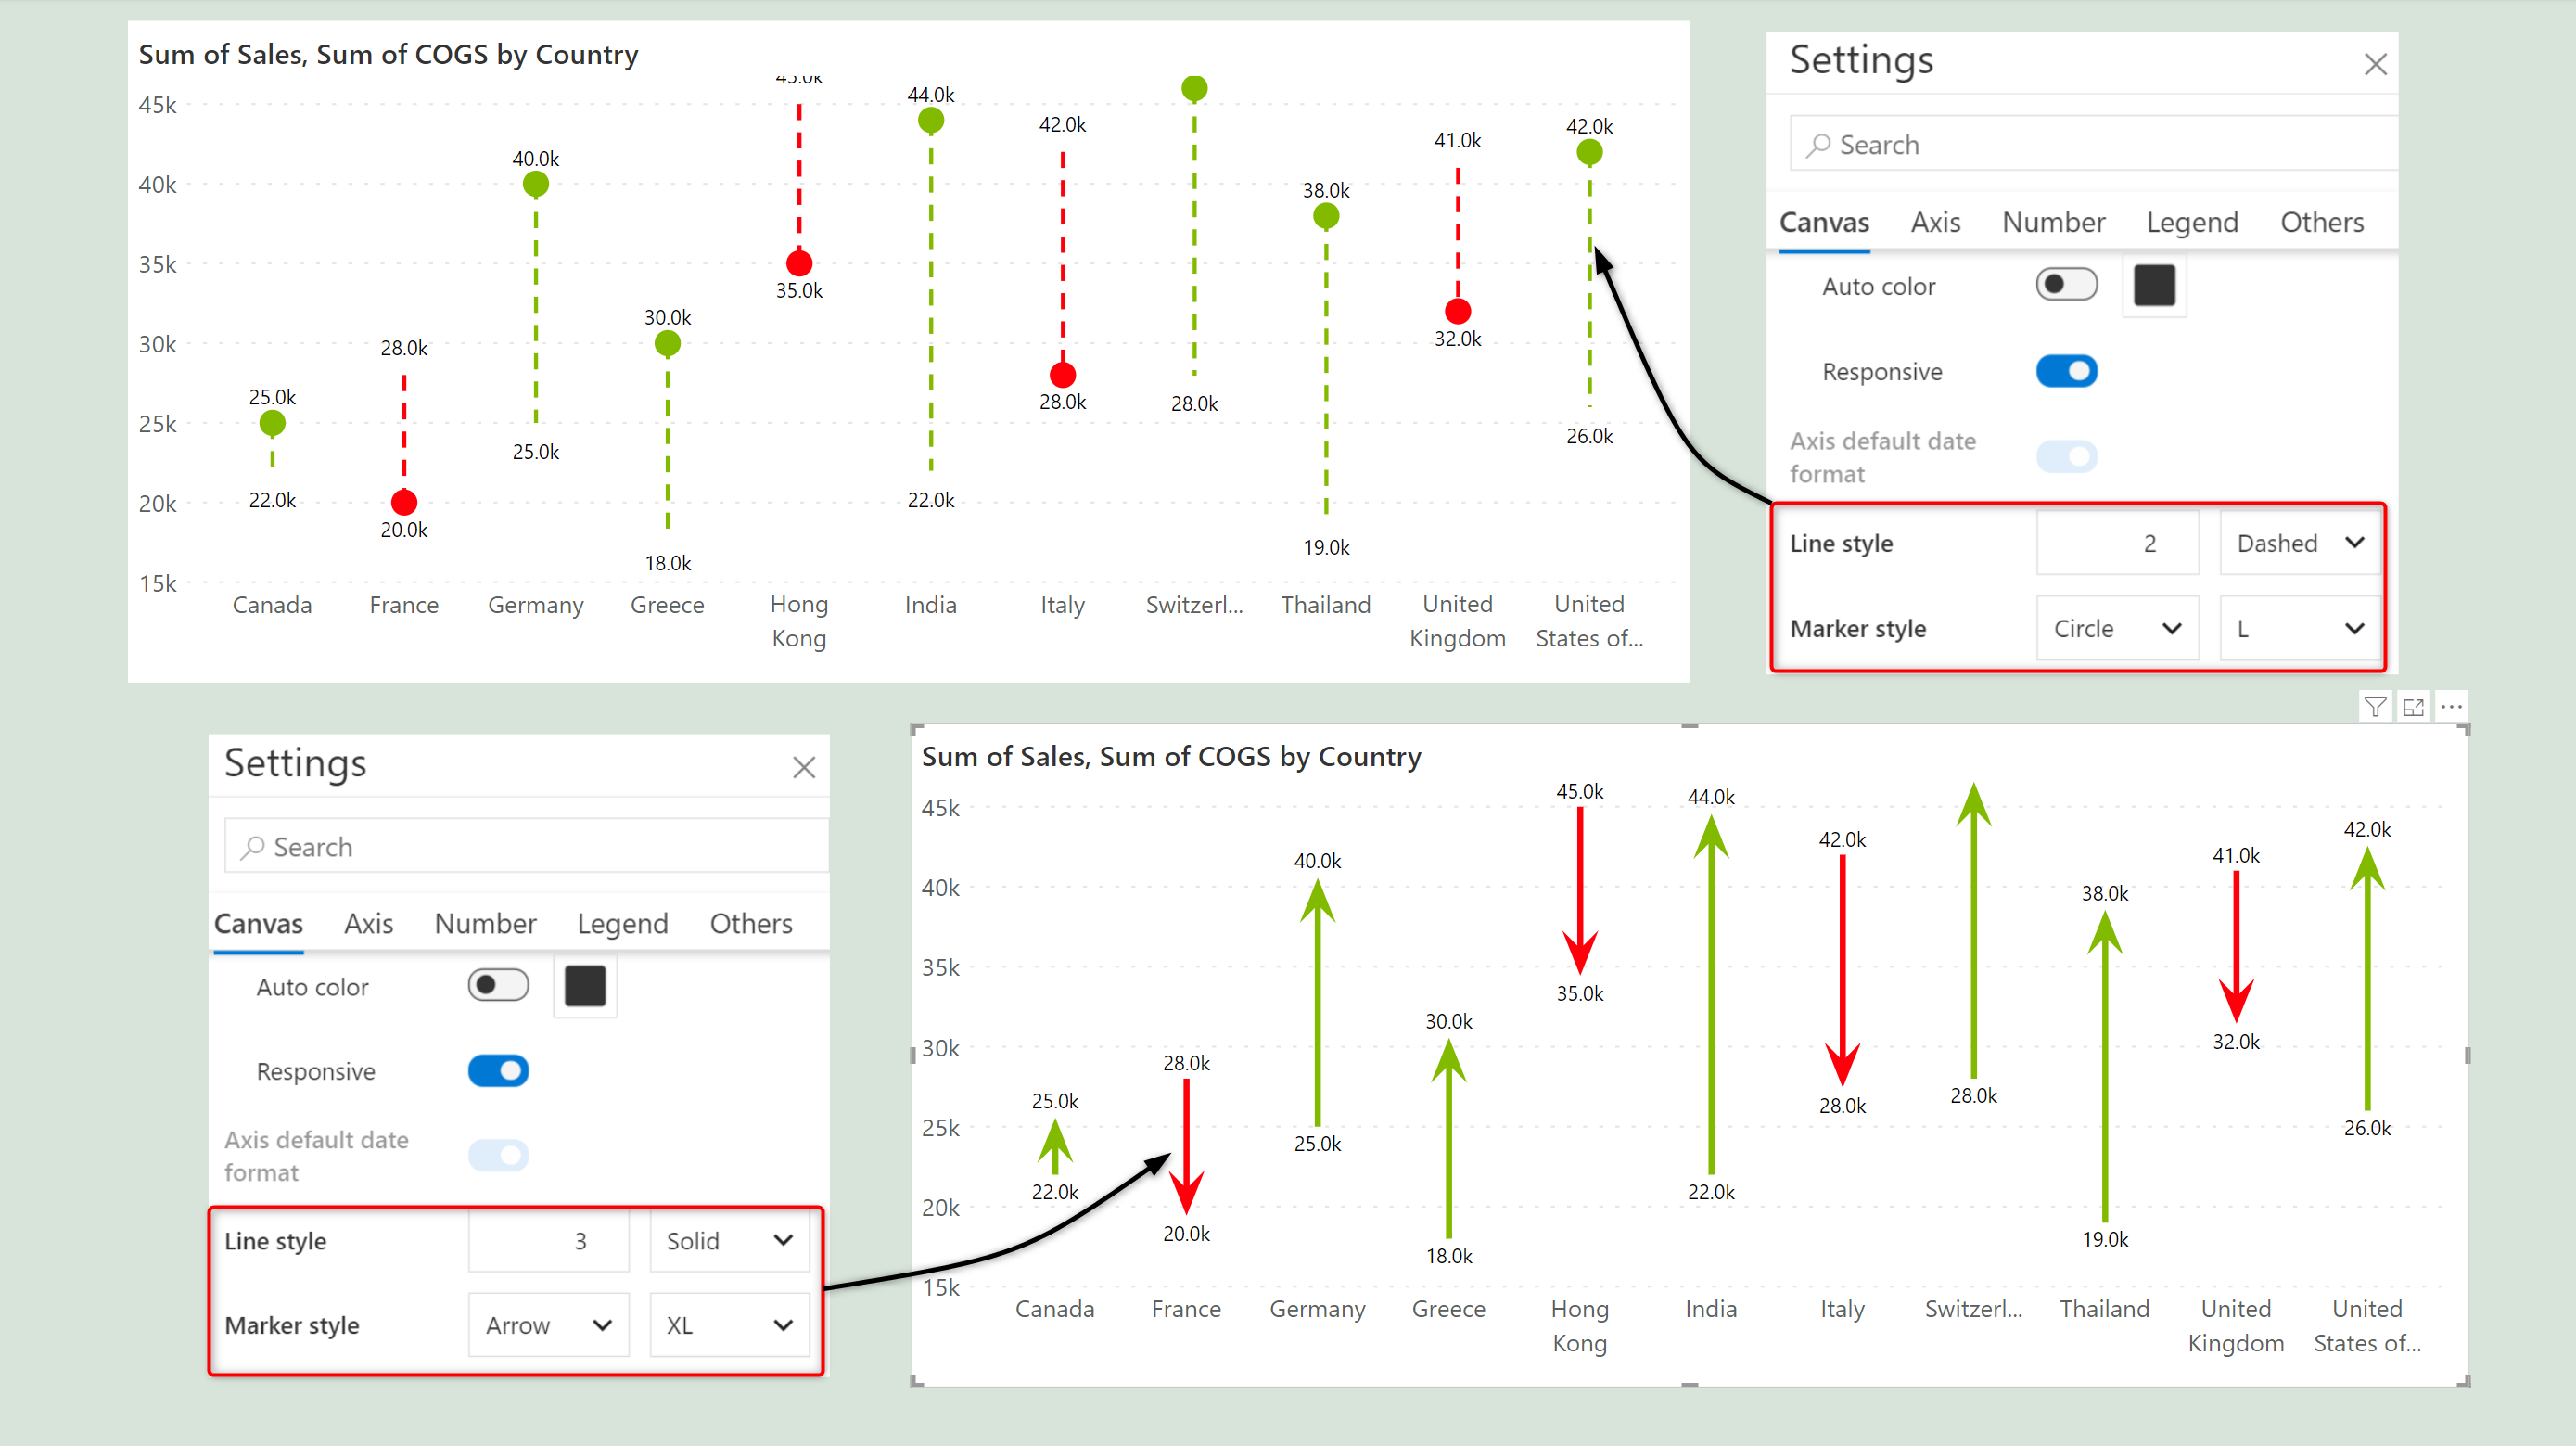 Sum of Sales, Sum of COGS by Country
45k
40k
35k
30k
25k
20k
15k
25.0k
22.0k
28.0k
20.0k
40.0k
25.0k
30.0k
18.0k
45.0k
35.0k
44.0k
22.0k
42.0k
28.0k
28.0k
38.0k
19.0k
41.0k
32.0k
42.0k
26.0k
Canada
France
Germany
Greece
Hong
Kong
India
Italy
Switzerl...
Thailand
United
Kingdom
United
States of...
Settings
Search
Canvas Axis Number Legend Others
Auto color
Responsive
Axis default date
format
Line style 2 Dashed
Marker style Circle L
Settings
Search
Canvas Axis Number Legend Others
Auto color
Responsive
Axis default date
format
Line style 3 Solid
Marker style Arrow XL
Sum of Sales, Sum of COGS by Country
45k
40k
35k
30k
25k
20k
15k
25.0k
22.0k
28.0k
20.0k
40.0k
25.0k
30.0k
18.0k
45.0k
35.0k
44.0k
22.0k
42.0k
28.0k
28.0k
38.0k
19.0k
41.0k
32.0k
42.0k
26.0k
Canada
France
Germany
Greece
Hong
Kong
India
Italy
Switzerl...
Thailand
United
Kingdom
United
States of...